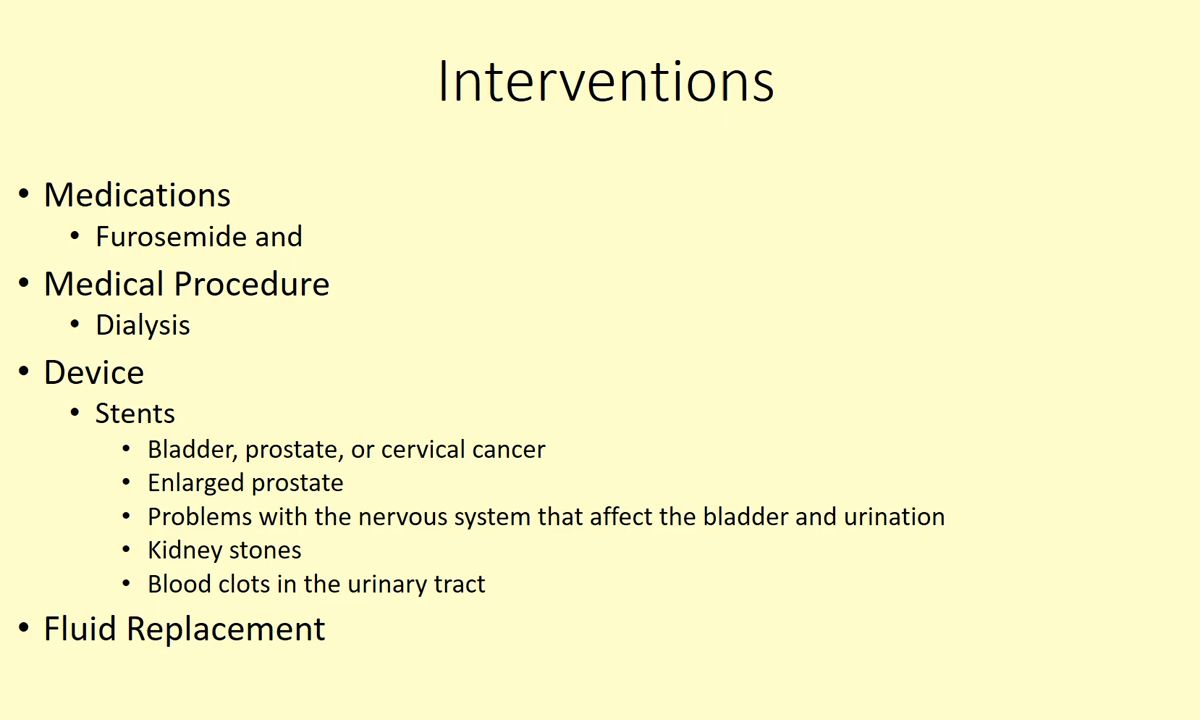 Interventions
• Medications
• Furosemide and
• Medical Procedure
• Dialysis
• Device
• Stents
• Bladder, prostate, or cervical cancer
• Enlarged prostate
• Problems with the nervous system that affect the bladder and urination
• Kidney stones
• Blood clots in the urinary tract
• Fluid Replacement